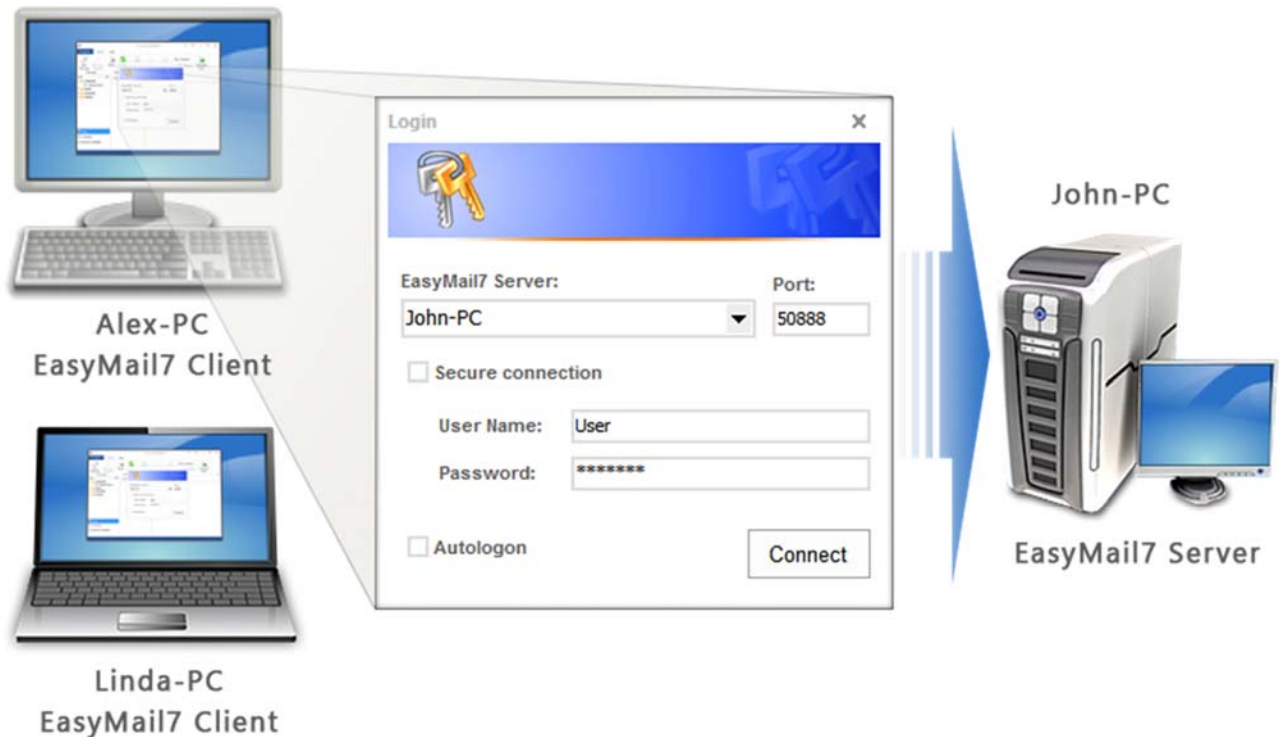 Login
EasyMail7 Server:
Port:
John-PC
50888
Secure connection
User Name:
User
Password:
*******
Autologon
Connect
Alex-PC
EasyMail7 Client
Linda-PC
EasyMail7 Client
John-PC
EasyMail7 Server